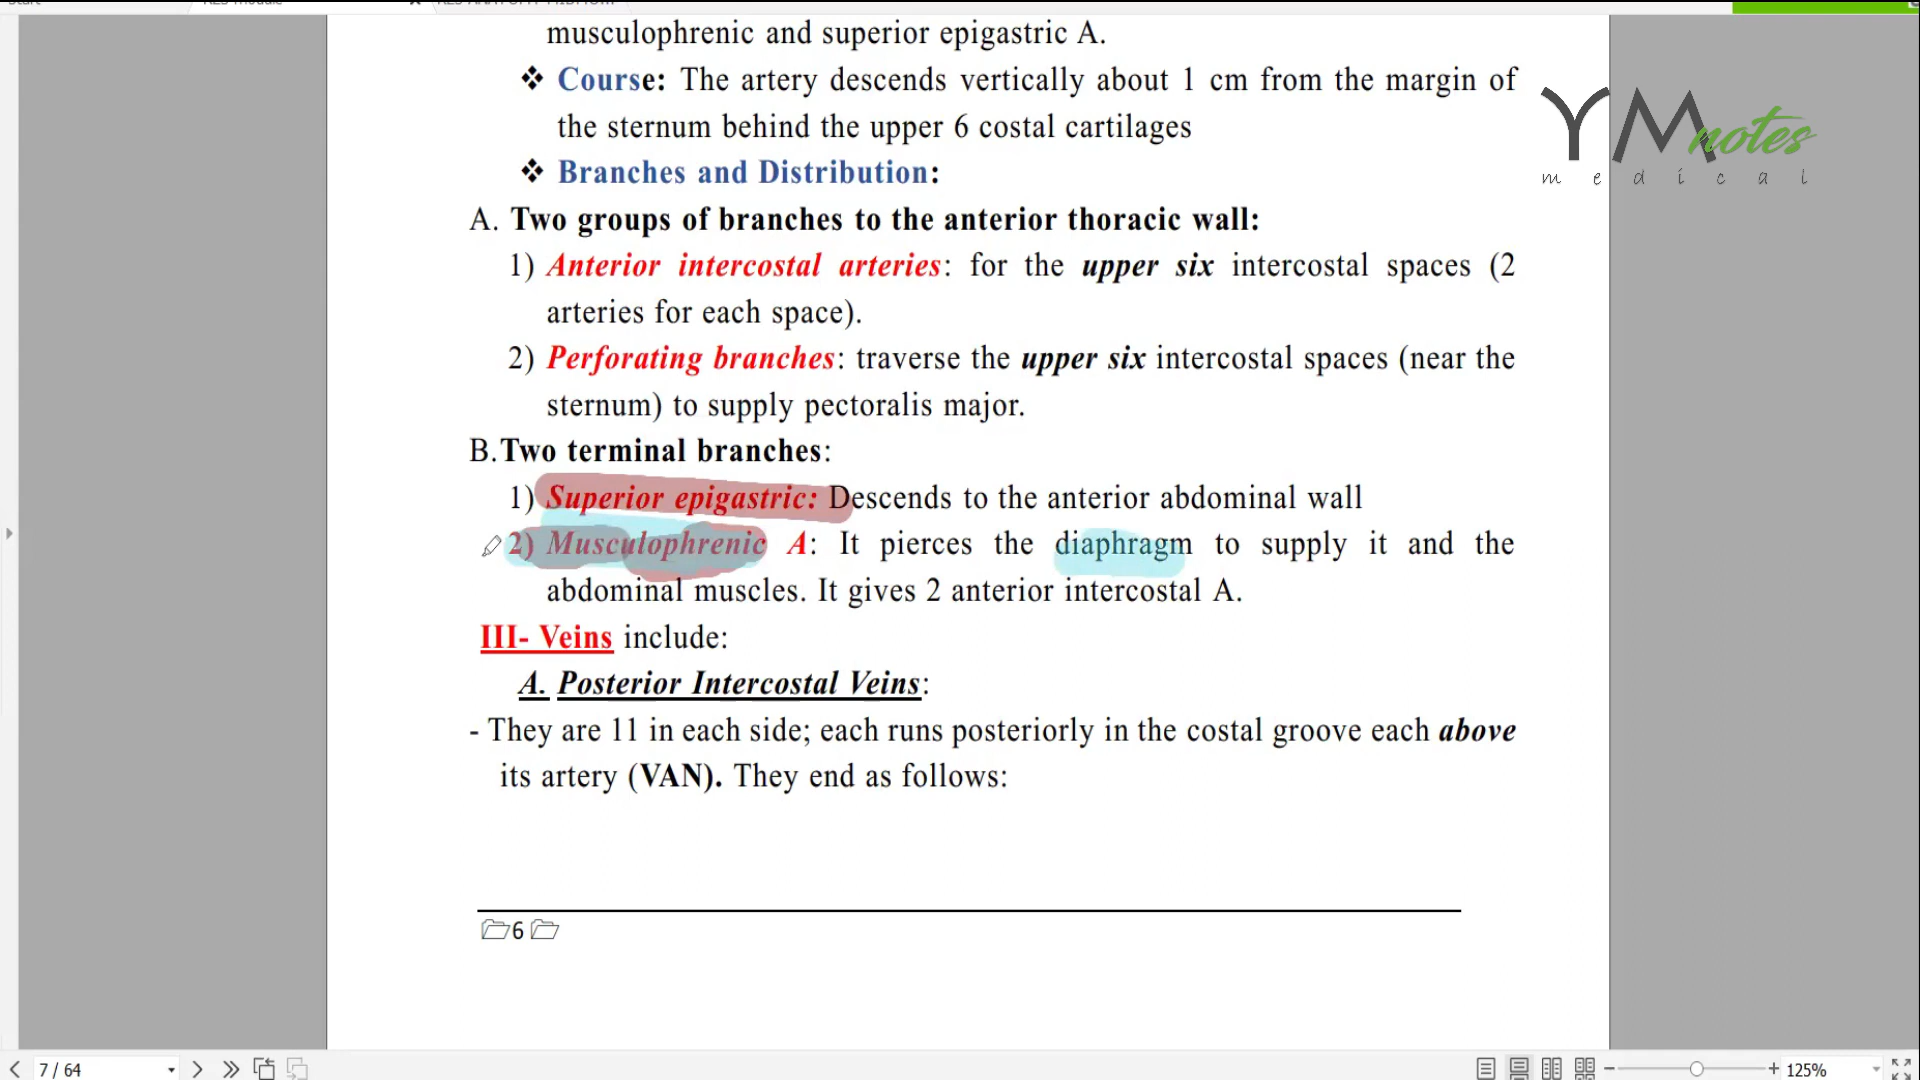 musculophrenic and superior epigastric A.
❖ Course: The artery descends vertically about 1 cm from the margin of
the sternum behind the upper 6 costal cartilages
❖ Branches and Distribution:
A. Two groups of branches to the anterior thoracic wall:
1) Anterior intercostal arteries: for the upper six intercostal spaces (2
arteries for each space).
2) Perforating branches: traverse the upper six intercostal spaces (near the
sternum) to supply pectoralis major.
B.Two terminal branches:
1) Superior epigastric: Descends to the anterior abdominal wall
2) Musculophrenic A: It pierces the diaphragm to supply it and the
abdominal muscles. It gives 2 anterior intercostal A.
III- Veins include:
A. Posterior Intercostal Veins:
- They are 11 in each side; each runs posteriorly in the costal groove each above
its artery (VAN). They end as follows:
6
YM notes
medical
7 / 64
125%